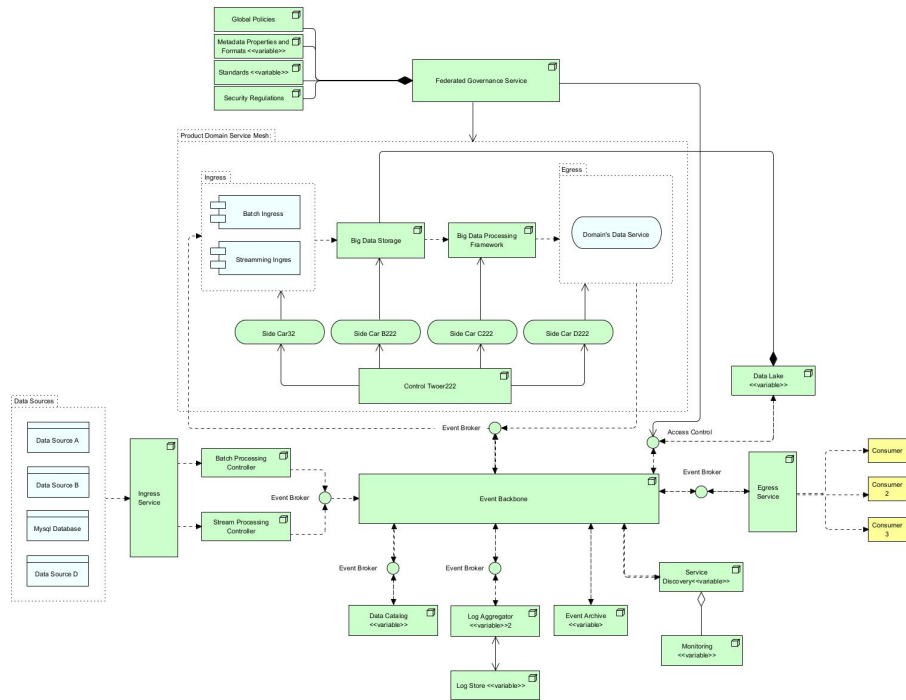 Global Policies
Metadata Properties and
Formats <<variable>>
Standards <<variable>>
Security Regulations
Federated Governance Service
Product Domain Service Mesh:
Ingress
Batch Ingress
Streamming Ingres
Big Data Storage
Big Data Processing
Framework
Egress
Domain's Data Service
Side Car32
Side Car B222
Side Car C222
Side Car D222
Control Twoer222
Data Lake
<<variable>>
Data Sources
Data Source A
Data Source B
Mysql Database
Data Source D
Ingress
Service
Batch Processing
Controller
Stream Processing
Controller
Event Broker
Event Broker
Access Control
Event Backbone
Event Broker
Egress
Service
Consumer
Consumer
2
Consumer
3
Event Broker
Event Broker
Data Catalog
<<variable>>
Log Aggregator
<<variable>>2
Event Archive
<<variable>
Service
Discovery<<variable>>
Monitoring
<<variable>>
Log Store <<variable>>